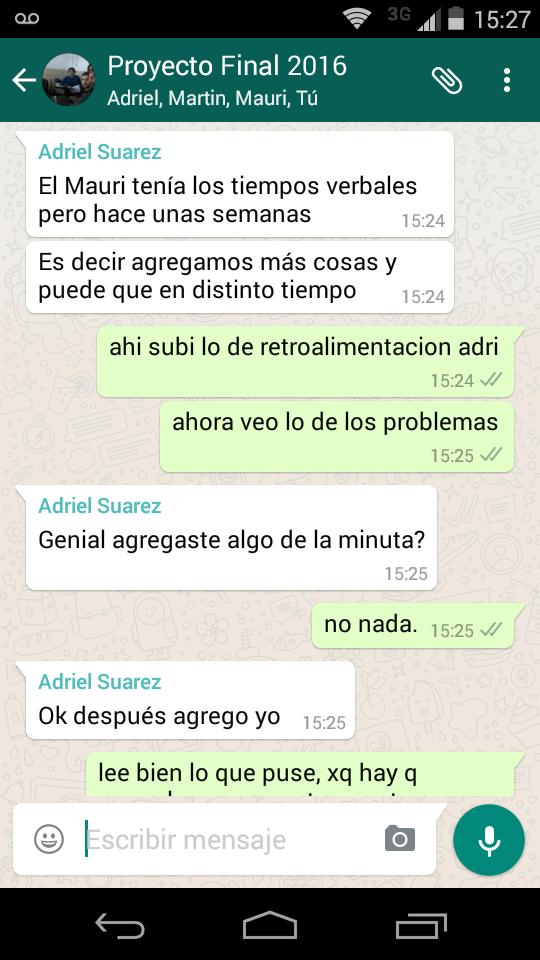 3G 15:27
Proyecto Final 2016
Adriel, Martin, Mauri, Tú
Adriel Suarez
El Mauri tenía los tiempos verbales
pero hace unas semanas
15:24
Es decir agregamos más cosas y
puede que en distinto tiempo
15:24
ahi subi lo de retroalimentacion adri
15:24
ahora veo lo de los problemas
15:25
Adriel Suarez
Genial agregaste algo de la minuta?
15:25
no nada. 15:25
Adriel Suarez
Ok después agrego yo 15:25
lee bien lo que puse, xq hay q
Escribir mensaje